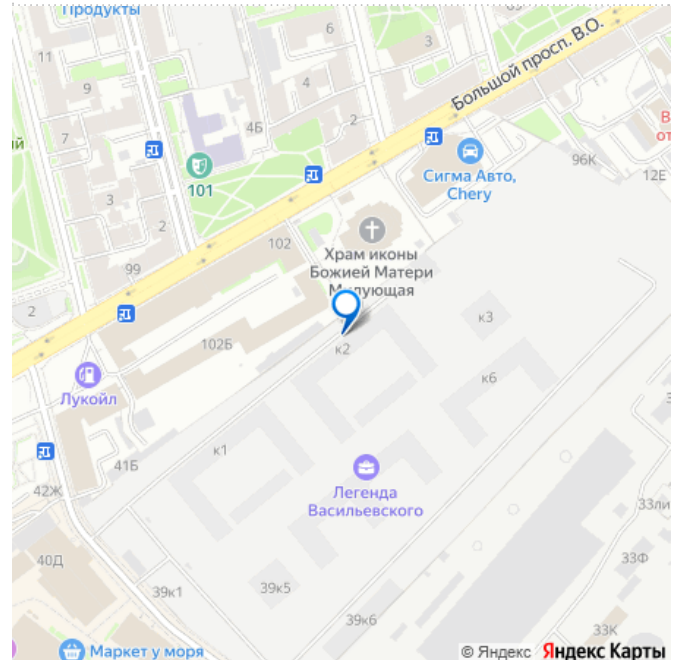 Продукты
6
11
3
9
4
Большой просп. В.О.
4Б
2
7
101
3
Сигма Авто,
Chery
96К
12Е
2
102
Храм иконы
Божией Матери
Милующая
99
2
102Б
к2
к3
Лукойл
к6
к1
41Б
Легенда
Васильевского
42Ж
40Д
39к1
39к5
39к6
33Ф
33К
Маркет у моря
© Яндекс Яндекс Карты